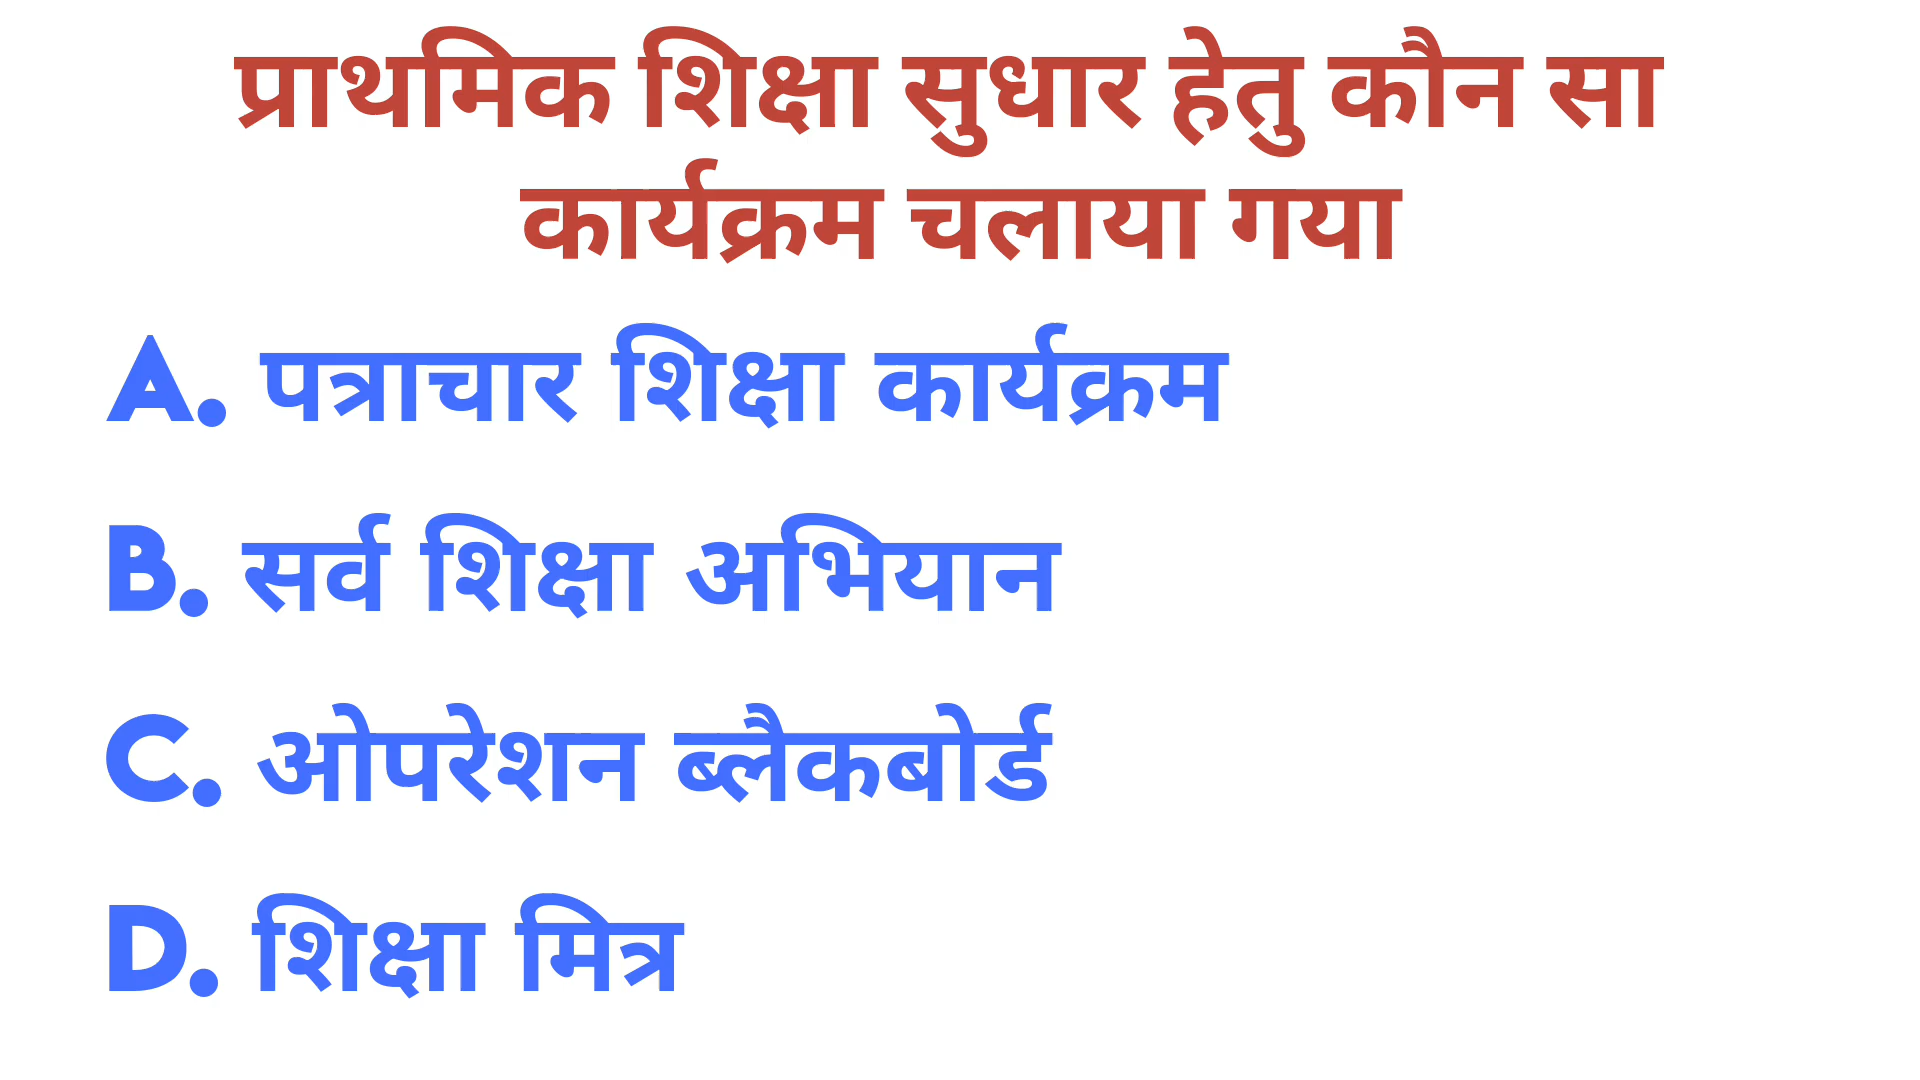 प्राथमिक शिक्षा सुधार हेतु कौन सा
कार्यक्रम चलाया गया
A. पत्राचार शिक्षा कार्यक्रम
B. सर्व शिक्षा अभियान
C. ओपरेशन ब्लैकबोर्ड
D. शिक्षा मित्र